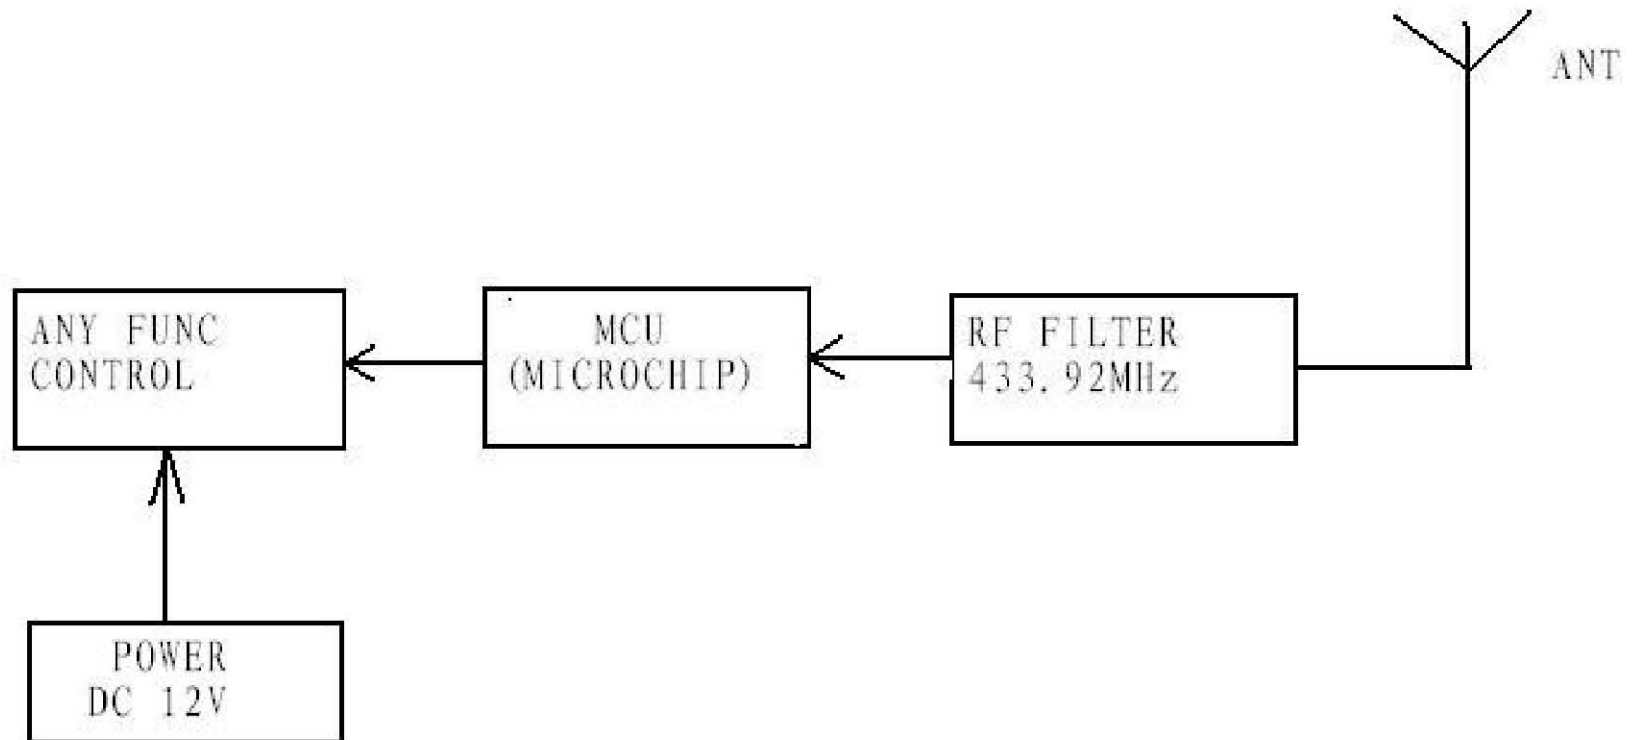 ANT
ANY FUNC
CONTROL
MCU
(MICROCHIP)
RF FILTER
433.92MHz
POWER
DC 12V